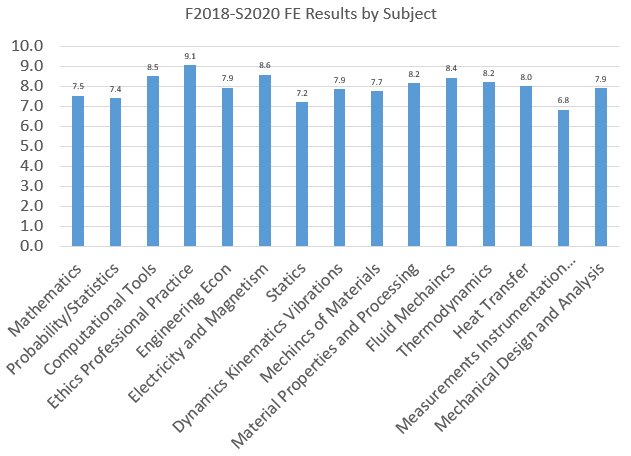 F2018-S2020 FE Results by Subject
10.0
9.0
8.0
7.0
6.0
5.0
4.0
3.0
2.0
1.0
0.0
7.5
7.4
8.5
9.1
7.9
8.6
7.2
7.9
7.7
8.2
8.4
8.2
8.0
6.8
7.9
Mathematics
Probability/Statistics
Computational Tools
Ethics Professional Practice
Engineering Econ
Electricity and Magnetism
Statics
Dynamics Kinematics Vibrations
Mechincs of Materials
Material Properties and Processing
Fluid Mechaincs
Thermodynamics
Heat Transfer
Measurements Instrumentation...
Mechanical Design and Analysis